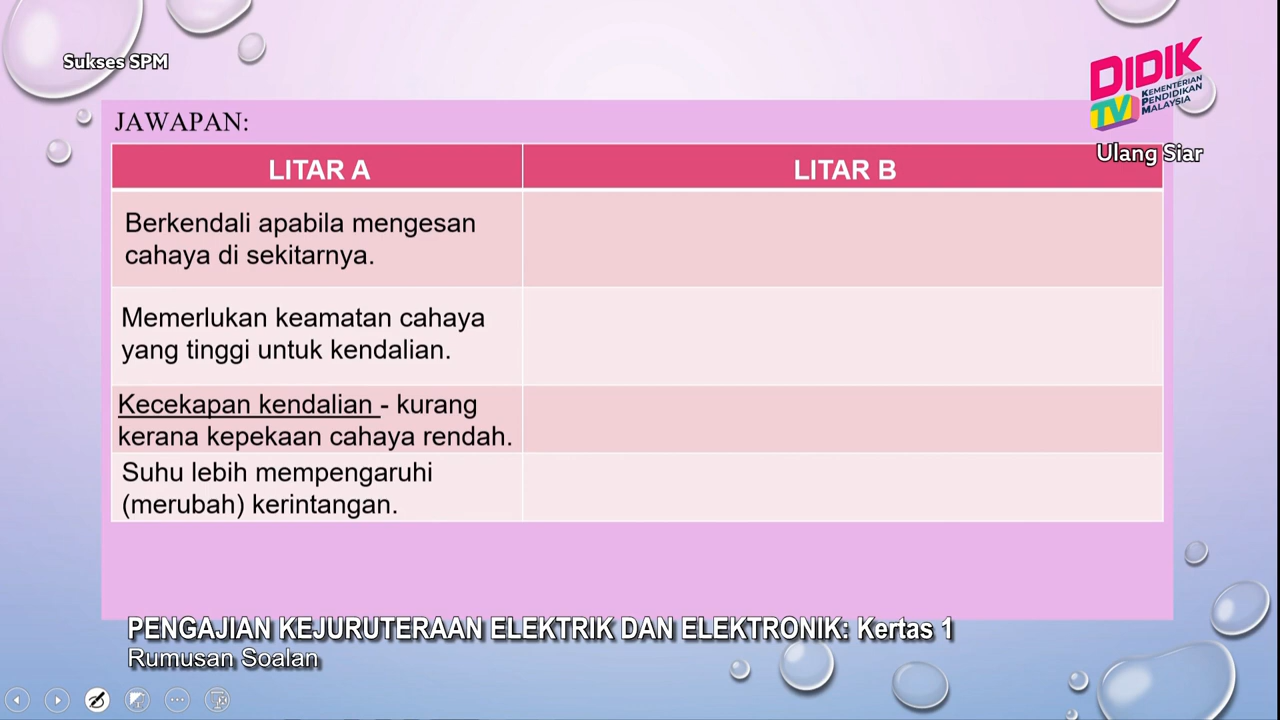 Sukses SPM
DIDIK
TV
KEMENTERIAN
PENDIDIKAN
MALAYSIA
Ulang Siar
JAWAPAN:
LITAR A
LITAR B
Berkendali apabila mengesan
cahaya di sekitarnya.
Memerlukan keamatan cahaya
yang tinggi untuk kendalian.
Kecekapan kendalian - kurang
kerana kepekaan cahaya rendah.
Suhu lebih mempengaruhi
(merubah) kerintangan.
PENGAJIAN KEJURUTERAAN ELEKTRIK DAN ELEKTRONIK: Kertas 1
Rumusan Soalan